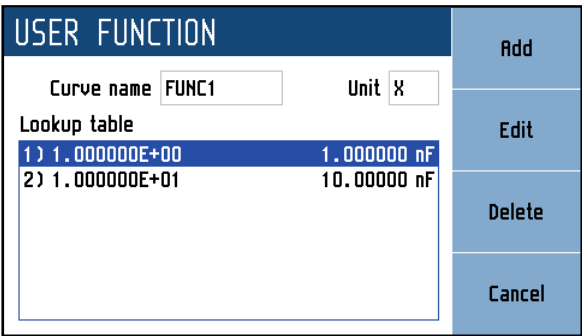 USER FUNCTION
Curve name FUNC1 Unit X
Lookup table
1) 1.000000E+00 1.000000 nF
2) 1.000000E+01 10.00000 nF
Add
Edit
Delete
Cancel